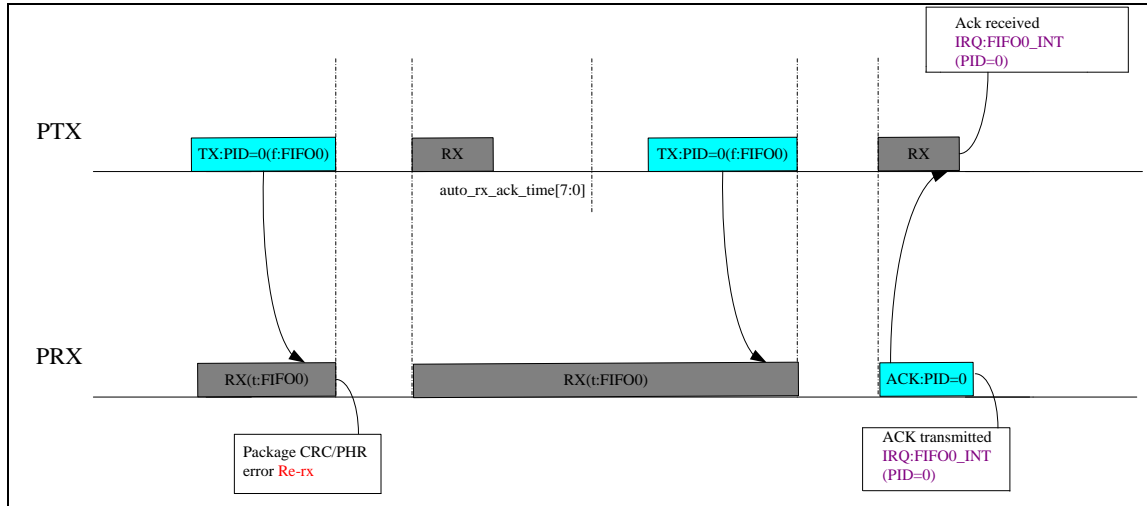 Ack received
IRQ:FIFO0_INT
(PID=0)
PTX
TX:PID=0(f:FIFO0)
RX
TX:PID=0(f:FIFO0)
RX
auto_rx_ack_time[7:0]
PRX
RX(t:FIFO0)
RX(t:FIFO0)
ACK:PID=0
Package CRC/PHR
error Re-rx
ACK transmitted
IRQ:FIFO0_INT
(PID=0)